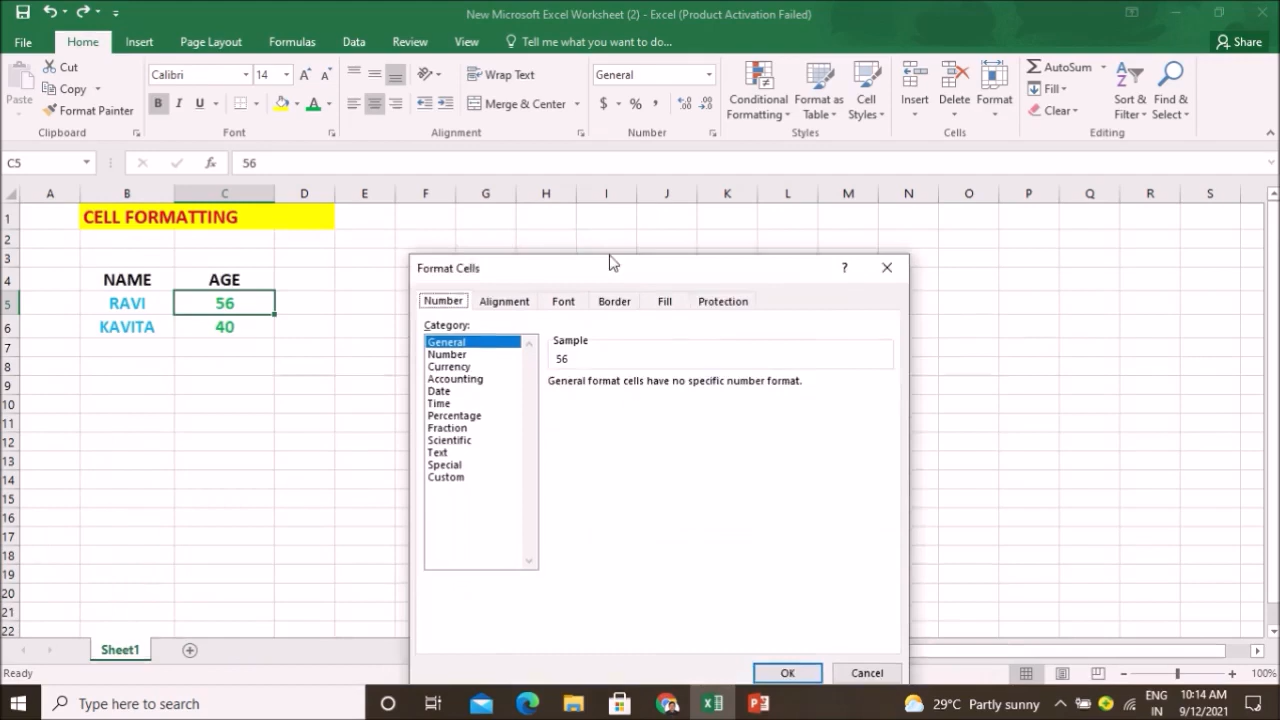 New Microsoft Excel Worksheet (2) - Excel (Product Activation Failed)
File Home Insert Page Layout Formulas Data Review View Tell me what you want to do... Share
Paste
Cut
Copy
Format Painter
Clipboard
Calibri 14
B I U A
Font
Wrap Text
Merge & Center
Alignment
General
$ % ,
Number
Conditional Formatting
Format as Table
Cell Styles
Styles
Insert Delete Format
Cells
AutoSum
Fill
Clear
Sort & Filter
Find & Select
Editing
C5 fx 56
A B C D E F G H I J K L M N O P Q R S
1 CELL FORMATTING
2
3
4 NAME AGE
5 RAVI 56
6 KAVITA 40
7
8
9
10
11
12
13
14
15
16
17
18
19
20
21
22
Format Cells ?
Number Alignment Font Border Fill Protection
Category:
General
Number
Currency
Accounting
Date
Time
Percentage
Fraction
Scientific
Text
Special
Custom
Sample
56
General format cells have no specific number format.
OK Cancel
Sheet1
Ready 100%
Type here to search
29°C Partly sunny
ENG
IN
10:14 AM
9/12/2021